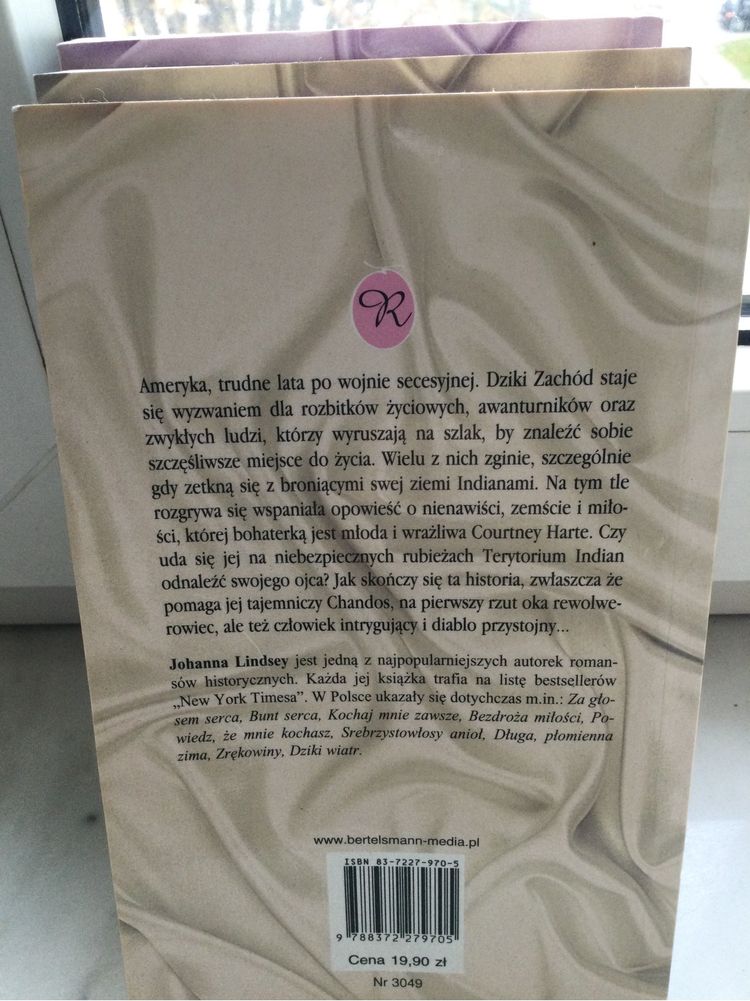 R
Ameryka, trudne lata po wojnie secesyjnej. Dziki Zachód staje
się wyzwaniem dla rozbitków życiowych, awanturników oraz
zwykłych ludzi, którzy wyruszają na szlak, by znaleźć sobie
szczęśliwsze miejsce do życia. Wielu z nich zginie, szczególnie
gdy zetkną się z broniącymi swej ziemi Indianami. Na tym tle
rozgrywa się wspaniała opowieść o nienawiści, zemście i miło-
ści, której bohaterką jest młoda i wrażliwa Courtney Harte. Czy
uda się jej na niebezpiecznych rubieżach Terytorium Indian
odnaleźć swojego ojca? Jak skończy się ta historia, zwłaszcza że
pomaga jej tajemniczy Chandos, na pierwszy rzut oka rewolwe-
rowiec, ale też człowiek intrygujący i diablo przystojny...
Johanna Lindsey jest jedną z najpopularniejszych autorek roman-
sów historycznych. Każda jej książka trafia na listę bestsellerów
„New York Timesa”. W Polsce ukazały się dotychczas m.in.: Za gło-
sem serca, Bunt serca, Kochaj mnie zawsze, Bezdroża miłości, Po-
wiedz, że mnie kochasz, Srebrzystowłosy anioł, Długa, płomienna
zima, Zrękowiny, Dziki wiatr.
www.bertelsmann-media.pl
ISBN 83-7227-970-5
9 788372 279705
Cena 19,90 zł
Nr 3049